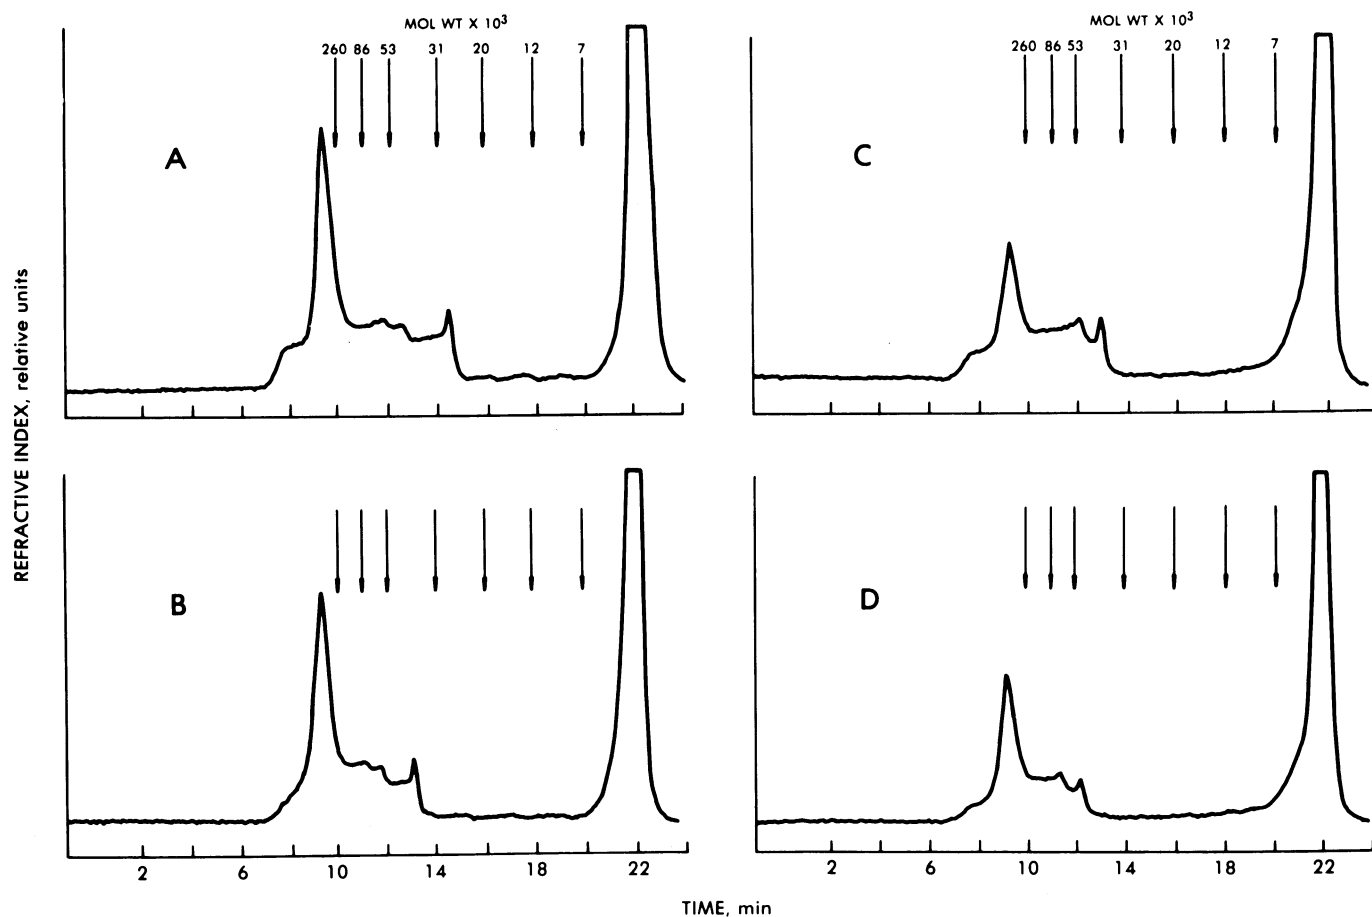 MOL WT X 10³
260 86 53 31 20 12 7
A
MOL WT X 10³
260 86 53 31 20 12 7
C
REFRACTIVE INDEX, relative units
B
D
2 6 10 14 18 22
2 6 10 14 18 22
TIME, min